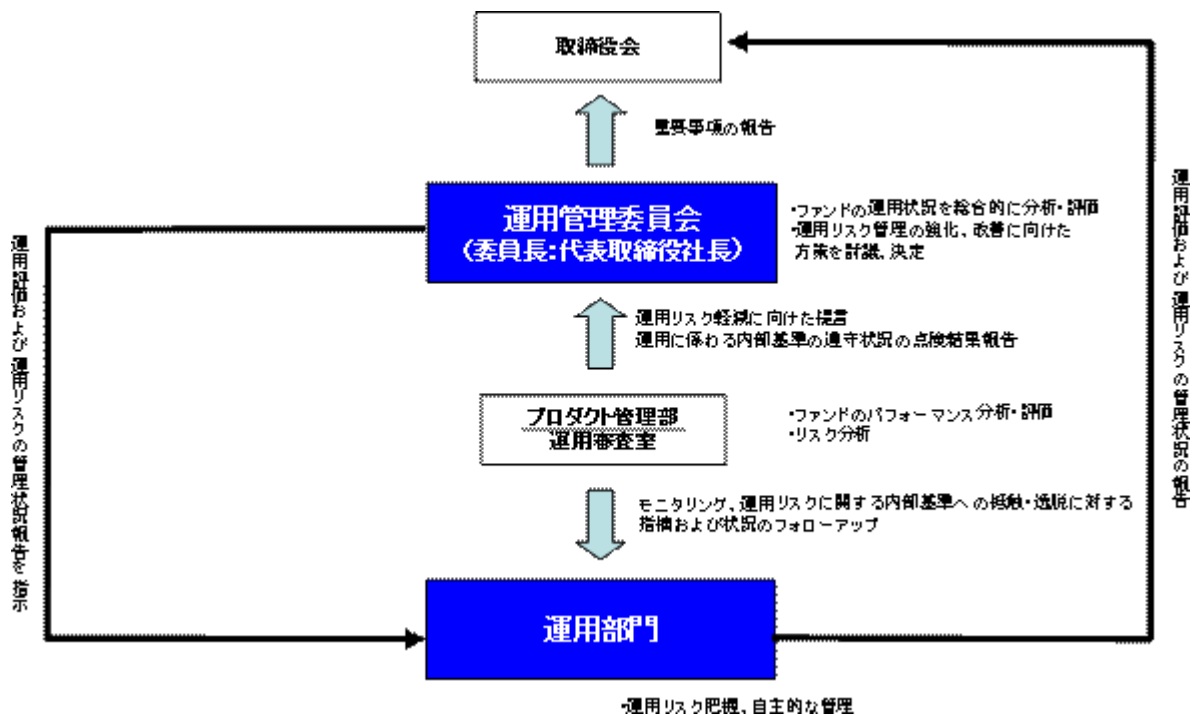 取締役会
重要事項の報告
運用管理委員会
(委員長:代表取締役社長)
・ファンドの運用状況を総合的に分析・評価
・運用リスク管理の強化、改善に向けた
方策を討議、決定
運用リスク軽減に向けた提言
運用に係わる内部基準の遵守状況の点検結果報告
プロダクト管理部
運用審査室
・ファンドのパフォーマンス分析・評価
・リスク分析
モニタリング、運用リスクに関する内部基準への抵触・逸脱に対する
指摘および状況のフォローアップ
運用部門
・運用リスク把握、自主的な管理
運用評価および運用リスクの管理状況報告を指示
運用評価および運用リスクの管理状況の報告